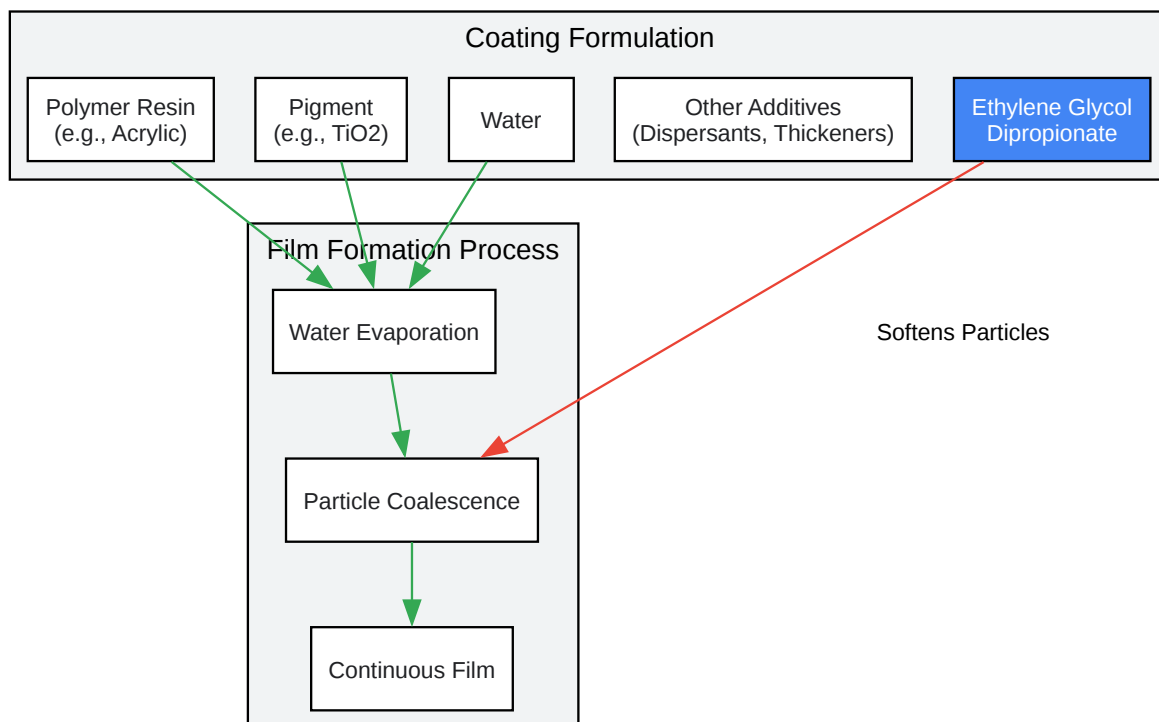 Coating Formulation
Polymer Resin
(e.g., Acrylic)
Pigment
(e.g., TiO2)
Water
Other Additives
(Dispersants, Thickeners)
Ethylene Glycol
Dipropionate
Film Formation Process
Water Evaporation
Softens Particles
Particle Coalescence
Continuous Film